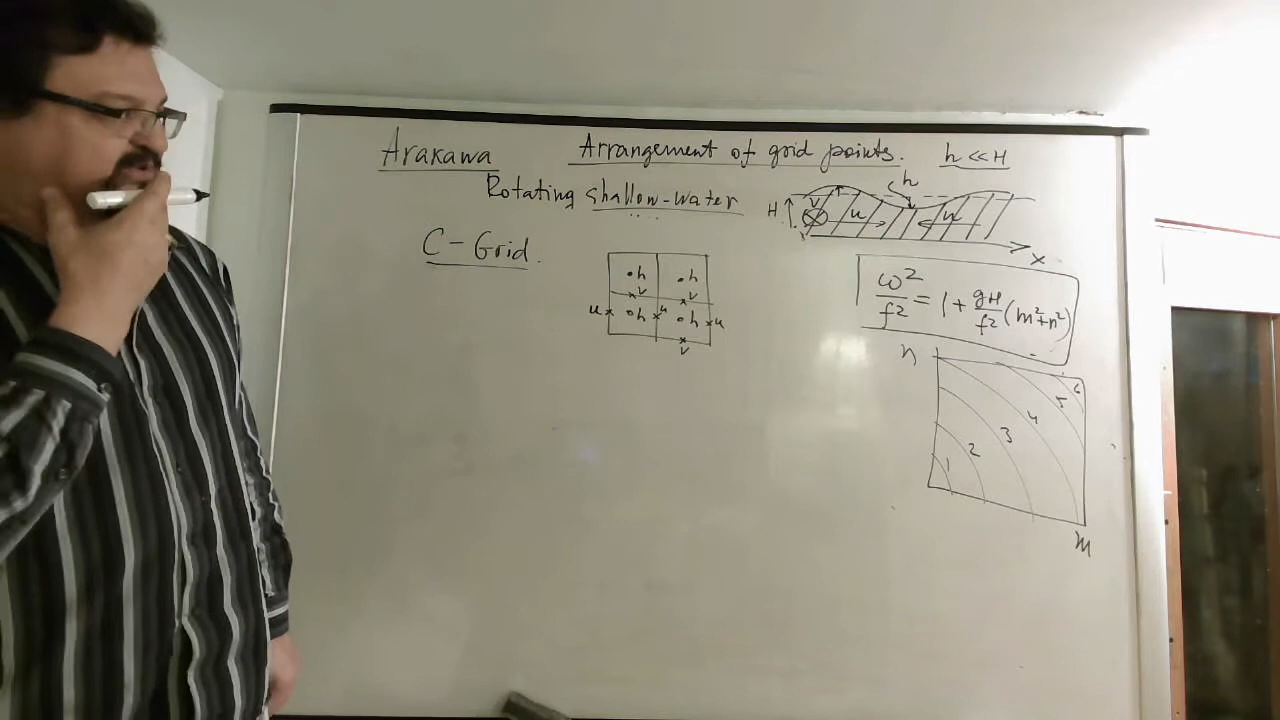 Arakawa Arrangement of grid points. h << H
Rotating shallow-water
h
H v u u
x
C-Grid.
h h
v v
u h u h u
v
ω²/f² = 1 + gH/f² (m²+n²)
n
6
5
4
3
2
1
m